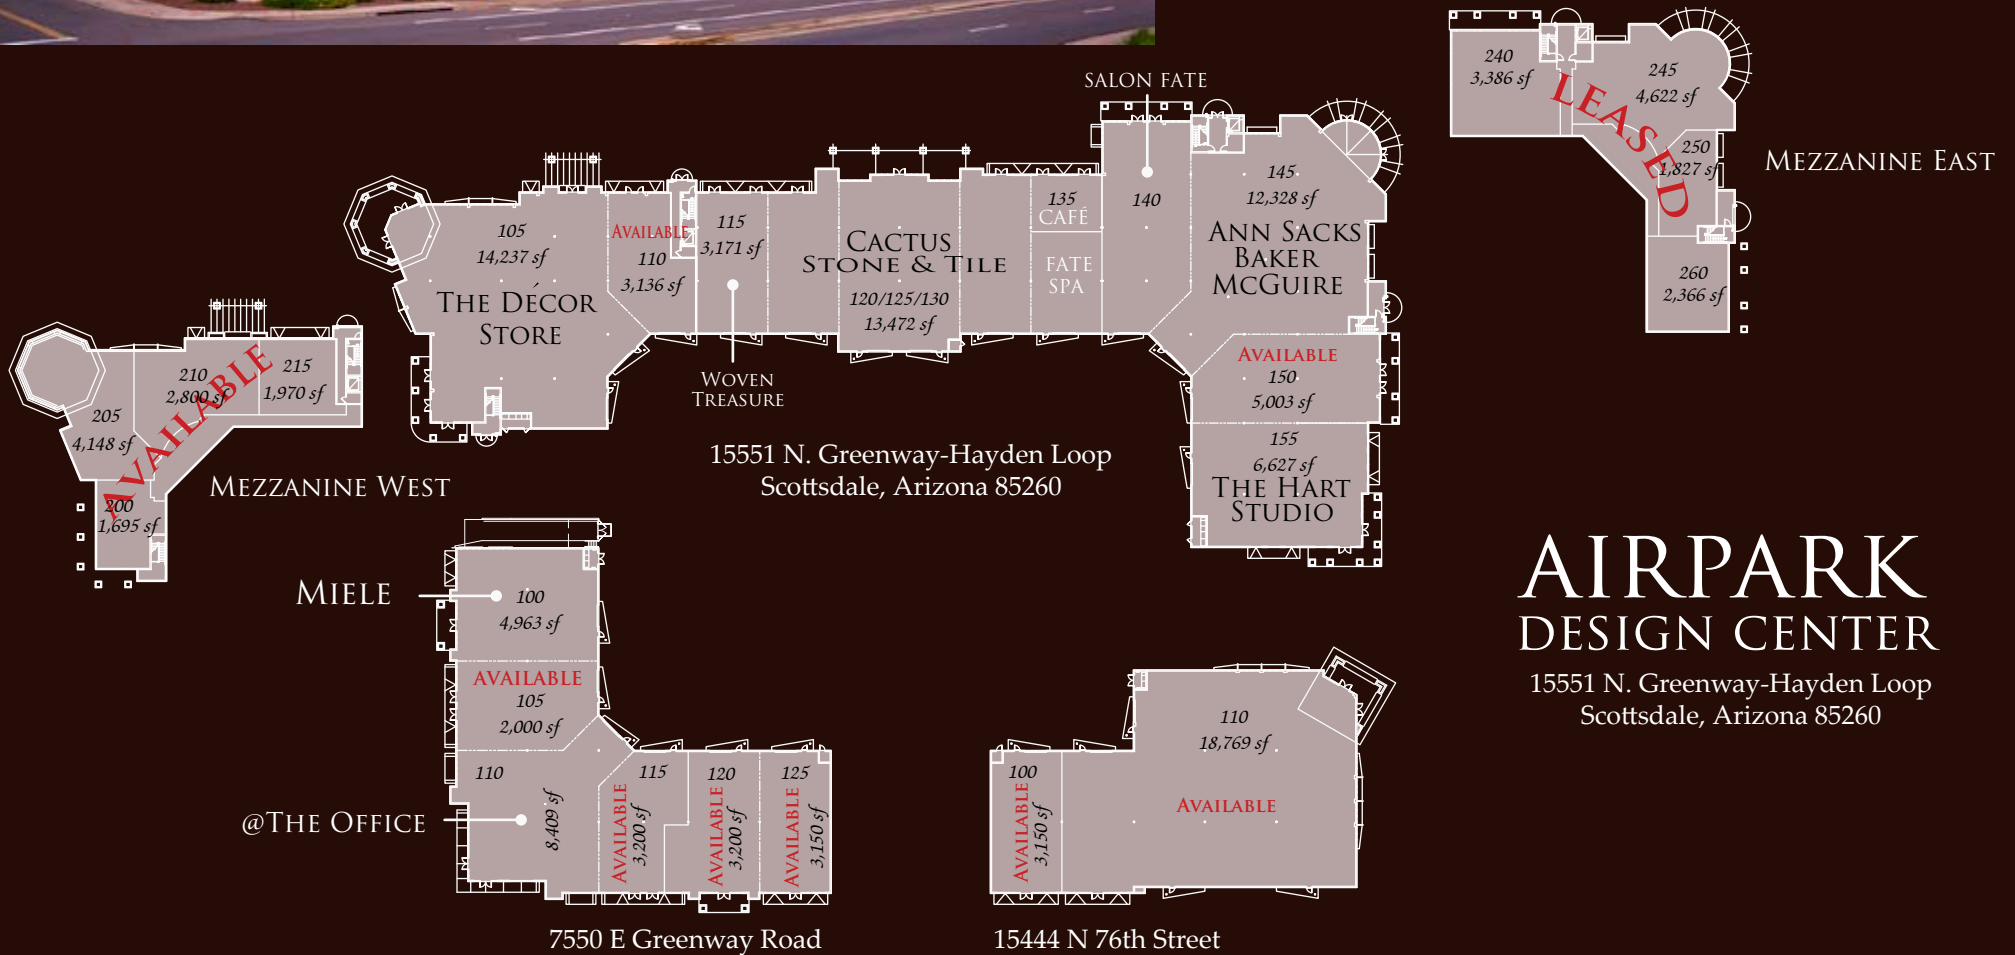 SALON FATE
240
3,386 sf
245
4,622 sf
LEASED
250
1,827 sf
260
2,366 sf
MEZZANINE EAST
105
14,237 sf
THE DÉCOR
STORE
AVAILABLE
110
3,136 sf
115
3,171 sf
WOVEN
TREASURE
CACTUS
STONE & TILE
120/125/130
13,472 sf
135
CAFÉ
FATE
SPA
140
145
12,328 sf
ANN SACKS
BAKER
MCGUIRE
AVAILABLE
150
5,003 sf
155
6,627 sf
THE HART
STUDIO
15551 N. Greenway-Hayden Loop
Scottsdale, Arizona 85260
205
4,148 sf
210
2,800 sf
215
1,970 sf
AVAILABLE
200
1,695 sf
MEZZANINE WEST
MIELE
100
4,963 sf
AVAILABLE
105
2,000 sf
110
8,409 sf
@THE OFFICE
115
AVAILABLE
3,200 sf
120
AVAILABLE
3,200 sf
125
AVAILABLE
3,150 sf
7550 E Greenway Road
100
AVAILABLE
3,150 sf
110
18,769 sf
AVAILABLE
15444 N 76th Street
AIRPARK
DESIGN CENTER
15551 N. Greenway-Hayden Loop
Scottsdale, Arizona 85260